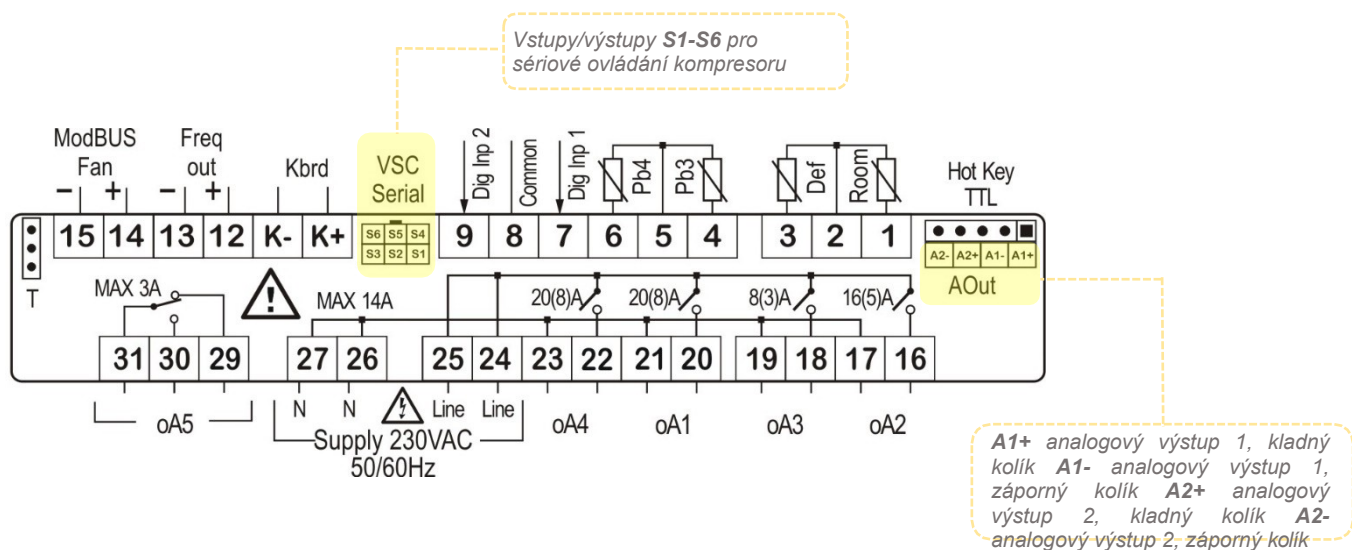 Vstupy/výstupy S1-S6 pro
sériové ovládání kompresoru
ModBUS
Fan
- +
Freq
out
- +
Kbrd
VSC
Serial
Dig Inp 2
Common
Dig Inp 1
Pb4
Pb3
Def
Room
Hot Key
TTL
15 14 13 12 K- K+
S6 S5 S4
S3 S2 S1
9 8 7 6 5 4
3 2 1
A2- A2+ A1- A1+
AOut
T
MAX 3A
MAX 14A
20(8)A
20(8)A
8(3)A
16(5)A
31 30 29
27 26
25 24 23 22 21 20
19 18 17 16
N N Line Line
oA5
Supply 230VAC
50/60Hz
oA4
oA1
oA3
oA2
A1+ analogový výstup 1, kladný
kolík A1- analogový výstup 1,
záporný kolík A2+ analogový
výstup 2, kladný kolík A2-
analogový výstup 2, záporný kolík